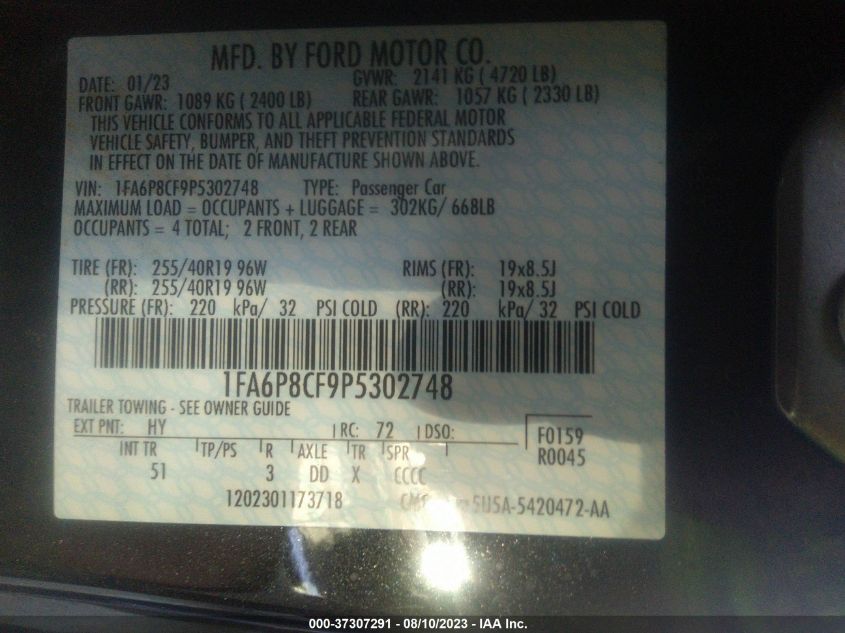 MFD. BY FORD MOTOR CO.
DATE: 01/23 GVWR: 2141 KG ( 4720 LB)
FRONT GAWR: 1089 KG ( 2400 LB) REAR GAWR: 1057 KG ( 2330 LB)
THIS VEHICLE CONFORMS TO ALL APPLICABLE FEDERAL MOTOR
VEHICLE SAFETY, BUMPER, AND THEFT PREVENTION STANDARDS
IN EFFECT ON THE DATE OF MANUFACTURE SHOWN ABOVE.
VIN: 1FA6P8CF9P5302748 TYPE: Passenger Car
MAXIMUM LOAD = OCCUPANTS + LUGGAGE = 302KG/ 668LB
OCCUPANTS = 4 TOTAL; 2 FRONT, 2 REAR
TIRE (FR): 255/40R19 96W RIMS (FR): 19x8.5J
(RR): 255/40R19 96W (RR): 19x8.5J
PRESSURE (FR): 220 kPa/ 32 PSI COLD (RR): 220 kPa/ 32 PSI COLD
1FA6P8CF9P5302748
TRAILER TOWING - SEE OWNER GUIDE
EXT PNT: HY RC: 72 DSO: F0159
R0045
INT TR TP/PS R AXLE TR SPR
51 3 DD X CCCC
1202301173718 5U5A-5420472-AA
000-37307291 - 08/10/2023 - IAA Inc.